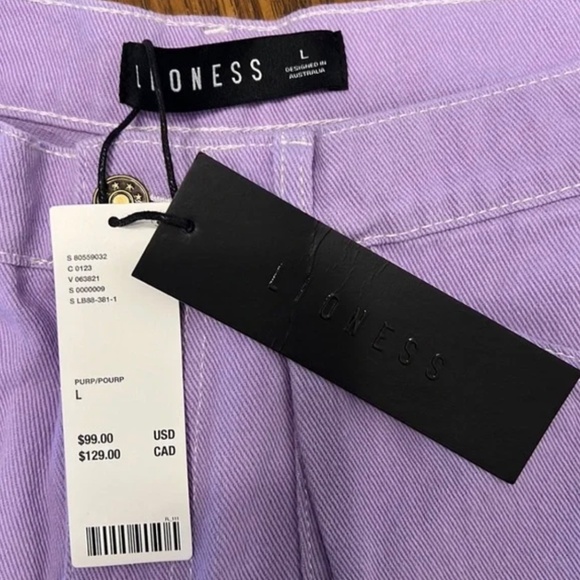 LIONESS
L
DESIGNED IN
AUSTRALIA
S 80559032
C 0123
V 063821
S 0000009
S LB88-381-1
PURP/POURP
L
$99.00 USD
$129.00 CAD
LIONESS